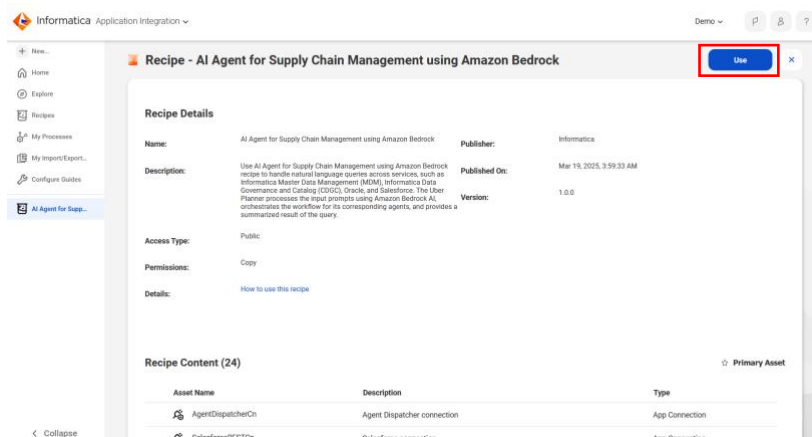 Informatica Application Integration
Demo
?
New...
Home
Explore
Recipes
My Processes
My Import/Export...
Configure Guides
AI Agent for Supp...
Collapse
Recipe - AI Agent for Supply Chain Management using Amazon Bedrock
Use
Recipe Details
Name:
AI Agent for Supply Chain Management using Amazon Bedrock
Publisher:
Informatica
Description:
Use AI Agent for Supply Chain Management using Amazon Bedrock
recipe to handle natural language queries across services, such as
Informatica Master Data Management (MDM), Informatica Data
Governance and Catalog (CDGC), Oracle, and Salesforce. The Uber
Planner processes the input prompts using Amazon Bedrock AI,
orchestrates the workflow for its corresponding agents, and provides a
summarized result of the query.
Published On:
Mar 19, 2025, 3:59:33 AM
Version:
1.0.0
Access Type:
Public
Permissions:
Copy
Details:
How to use this recipe
Recipe Content (24)
Primary Asset
Asset Name
Description
Type
AgentDispatcherCn
Agent Dispatcher connection
App Connection